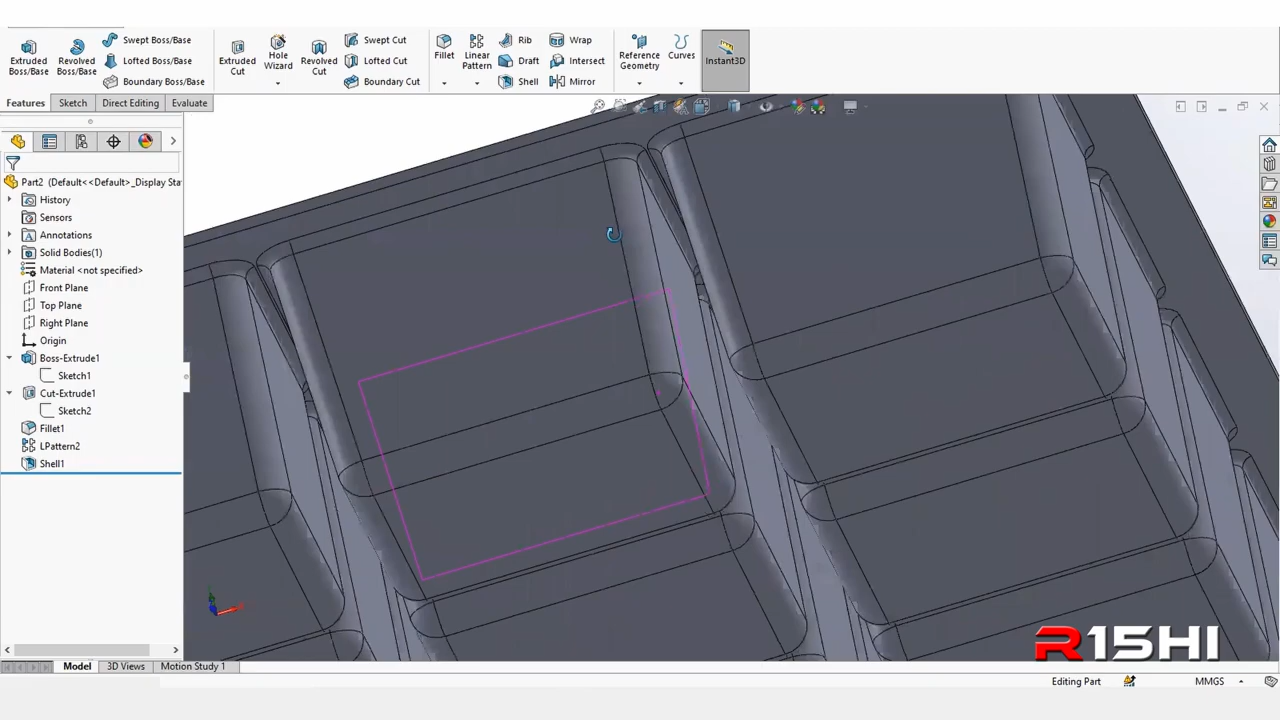 Extruded Boss/Base
Revolved Boss/Base
Swept Boss/Base
Lofted Boss/Base
Boundary Boss/Base
Extruded Cut
Hole Wizard
Revolved Cut
Swept Cut
Lofted Cut
Boundary Cut
Fillet
Linear Pattern
Rib
Draft
Shell
Wrap
Intersect
Mirror
Reference Geometry
Curves
Instant3D
Features
Sketch
Direct Editing
Evaluate
Part2 (Default<<Default>_Display Sta
History
Sensors
Annotations
Solid Bodies(1)
Material <not specified>
Front Plane
Top Plane
Right Plane
Origin
Boss-Extrude1
Sketch1
Cut-Extrude1
Sketch2
Fillet1
LPattern2
Shell1
R15HI
Model
3D Views
Motion Study 1
Editing Part
MMGS